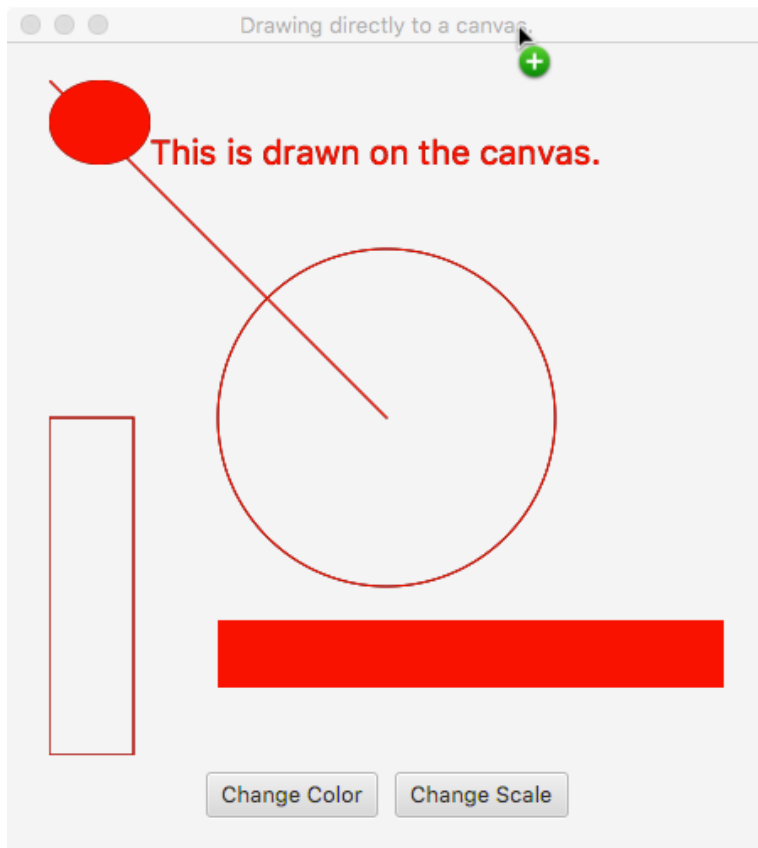 Drawing directly to a canvas.
This is drawn on the canvas.
Change Color
Change Scale